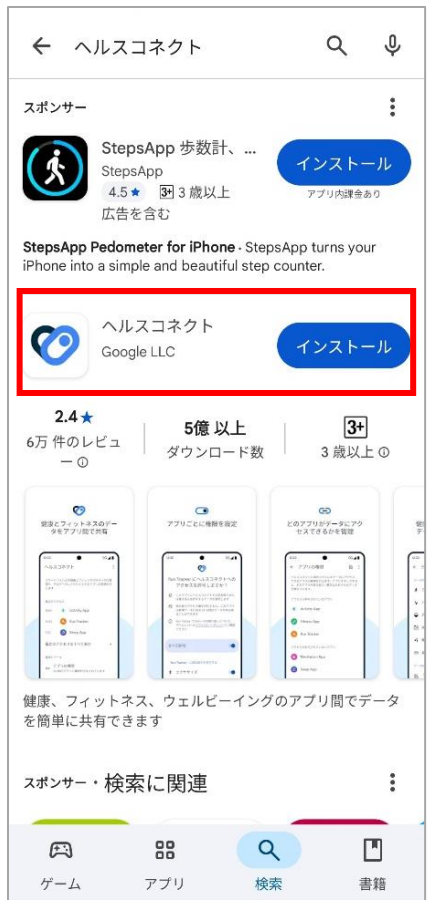 ヘルスコネクト
スポンサー
StepsApp 歩数計、...
StepsApp
4.5★ 3+ 3 歳以上
広告を含む
インストール
アプリ内課金あり
StepsApp Pedometer for iPhone · StepsApp turns your
iPhone into a simple and beautiful step counter.
ヘルスコネクト
Google LLC
インストール
2.4★
6万 件のレビュ
ー
5億 以上
ダウンロード数
3+
3 歳以上
健康とフィットネスのデー
タをアプリ間で共有
アプリごとに権限を設定
どのアプリがデータにアク
セスできるかを管理
健康、フィットネス、ウェルビーイングのアプリ間でデータ
を簡単に共有できます
スポンサー・検索に関連
ゲーム
アプリ
検索
書籍